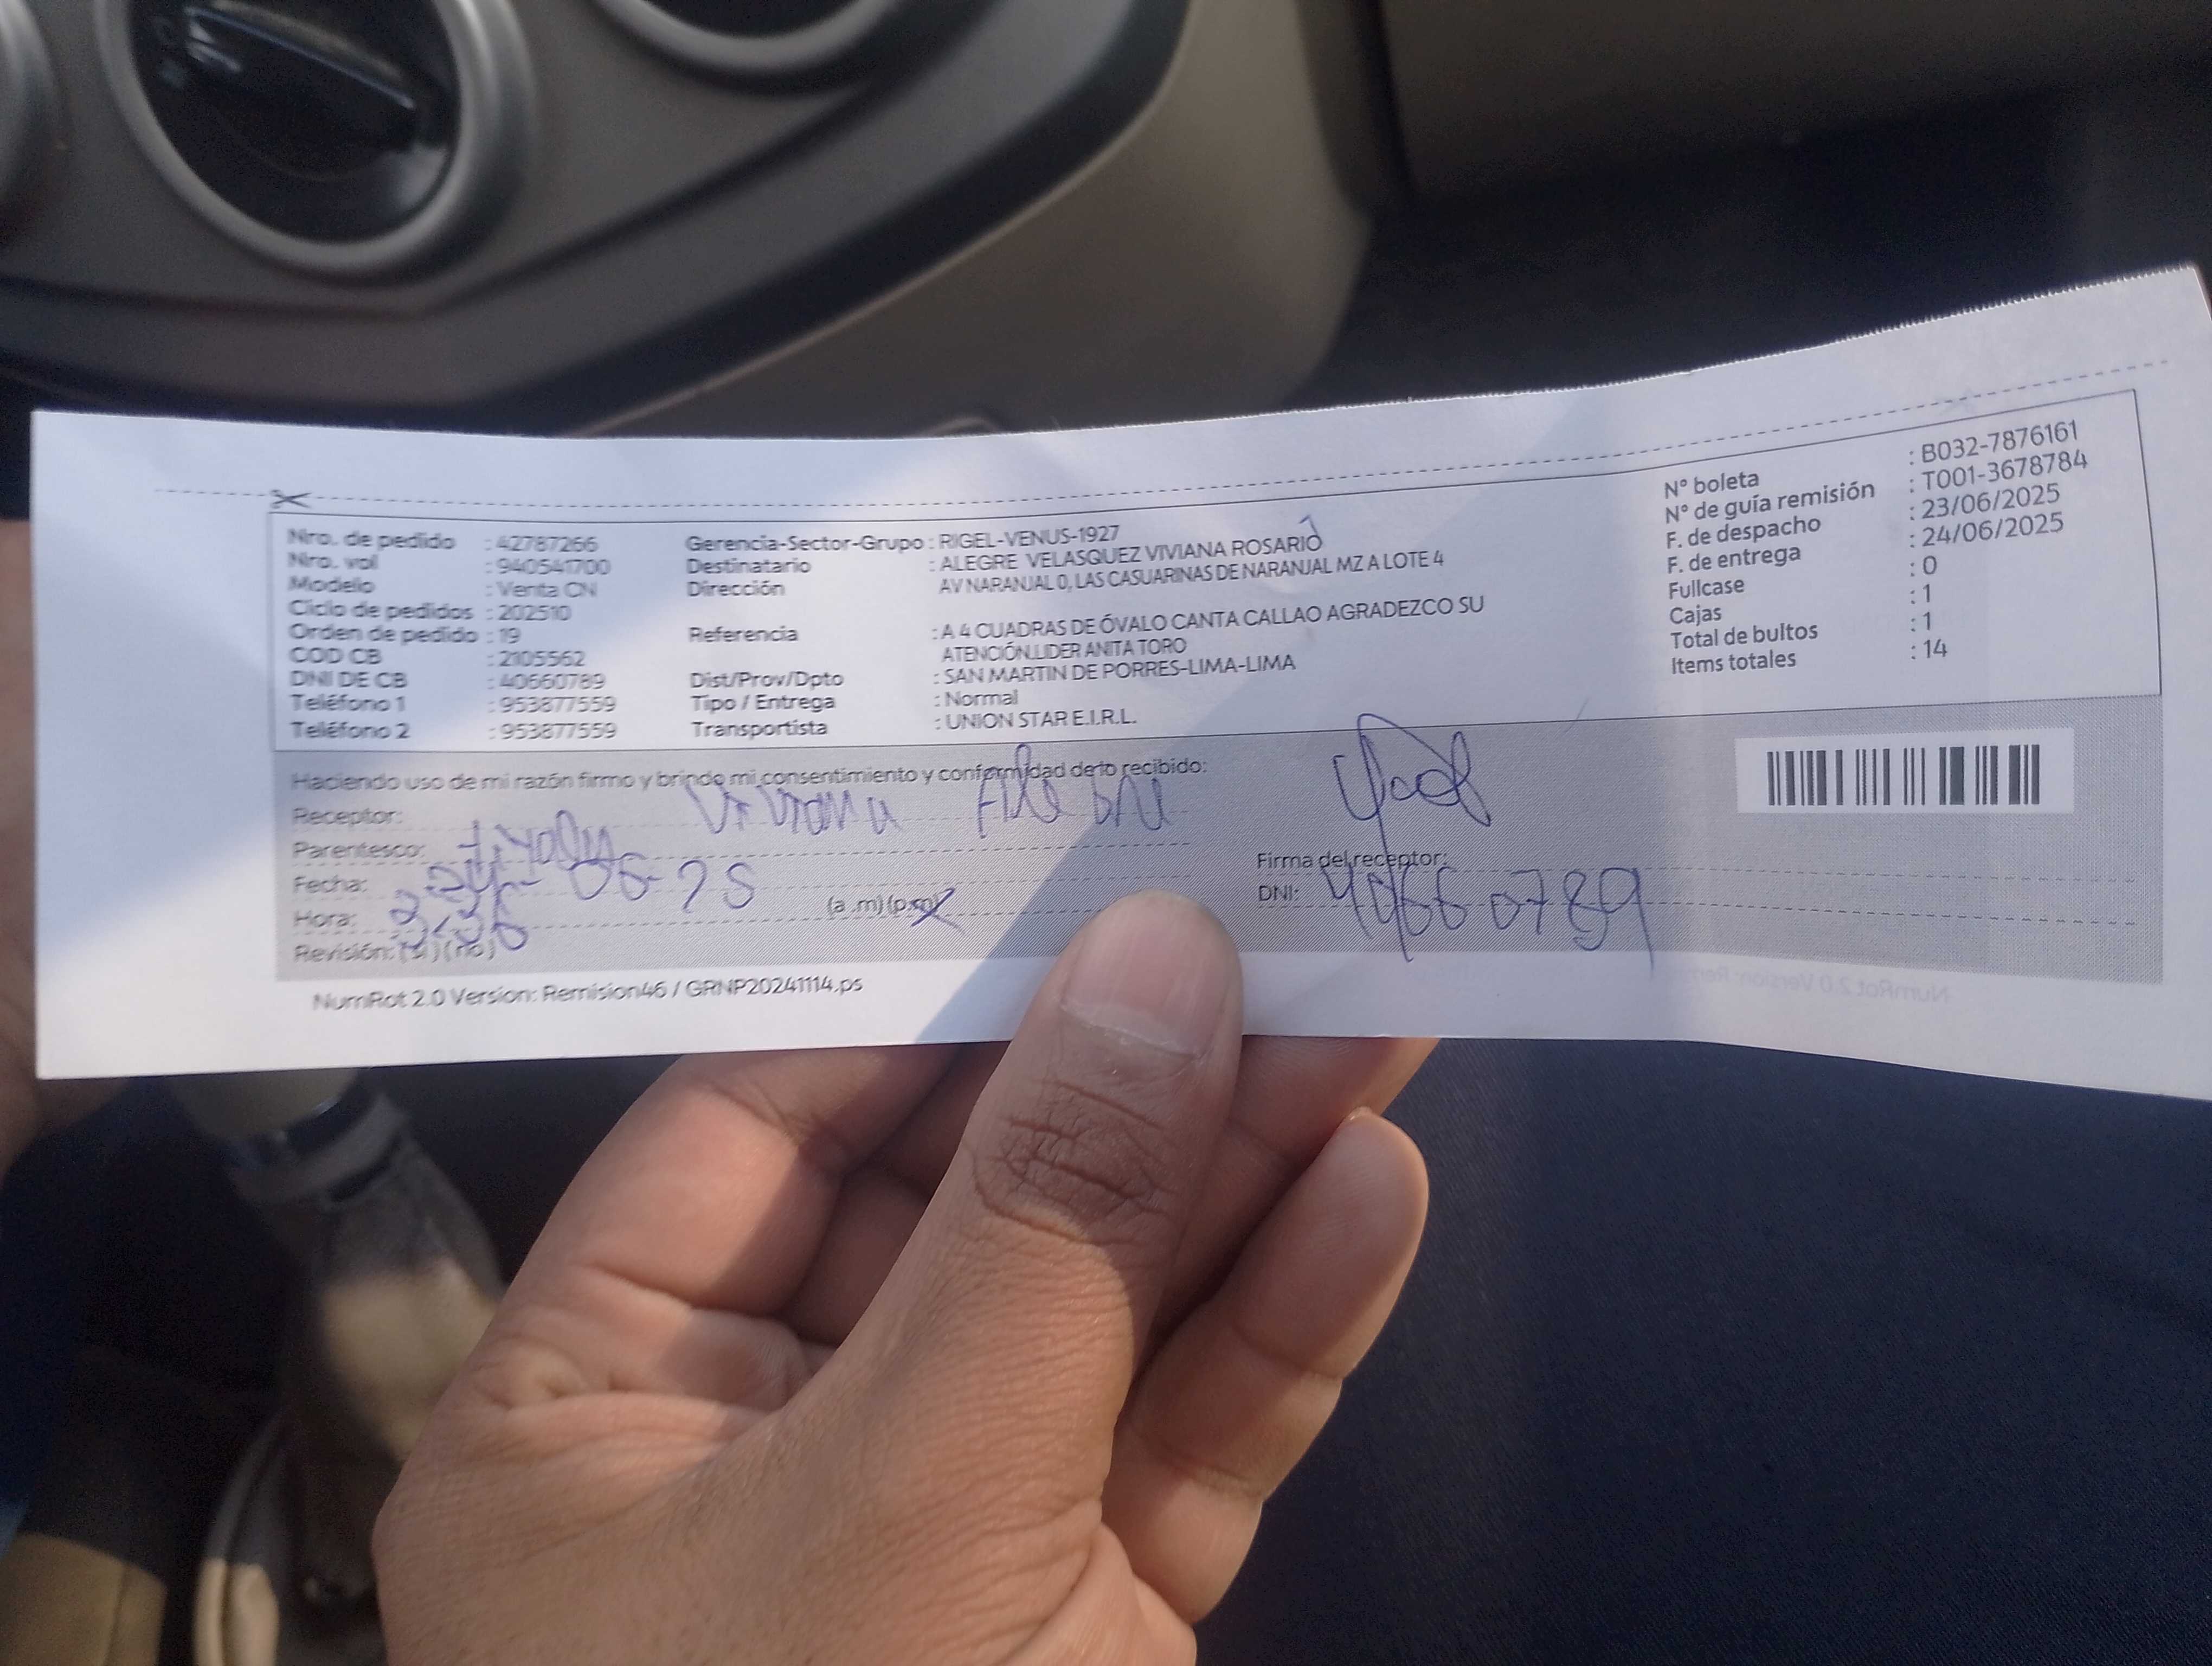 Nro. de pedido : 42787266
Nro. vol : 940541700
Modelo : Venta CN
Ciclo de pedidos : 202510
Orden de pedido : 19
COD CB : 2105562
DNI DE CB : 40660789
Teléfono 1 : 953877559
Teléfono 2 : 953877559
Gerencia-Sector-Grupo : RIGEL-VENUS-1927
Destinatario : ALEGRE VELASQUEZ VIVIANA ROSARIO
Dirección AV NARANJAL 0, LAS CASUARINAS DE NARANJAL MZ A LOTE 4
Referencia : A 4 CUADRAS DE ÓVALO CANTA CALLAO AGRADEZCO SU
ATENCIÓN.LIDER ANITA TORO
Dist/Prov/Dpto : SAN MARTIN DE PORRES-LIMA-LIMA
Tipo / Entrega : Normal
Transportista : UNION STAR E.I.R.L.
N° boleta : B032-7876161
N° de guía remisión : T001-3678784
F. de despacho : 23/06/2025
F. de entrega : 24/06/2025
Fullcase : 0
Cajas : 1
Total de bultos : 1
Items totales : 14
Haciendo uso de mi razón firmo y brindo mi consentimiento y conformidad de lo recibido:
Receptor: Viviana Alegre
Parentesco:
Fecha: 24-06-25
Hora: (a .m) (p.m)
Revisión: (si) (no)
Firma del receptor:
DNI: 40660789
NumRot 2.0 Version: Remision46 / GRNP20241114.ps